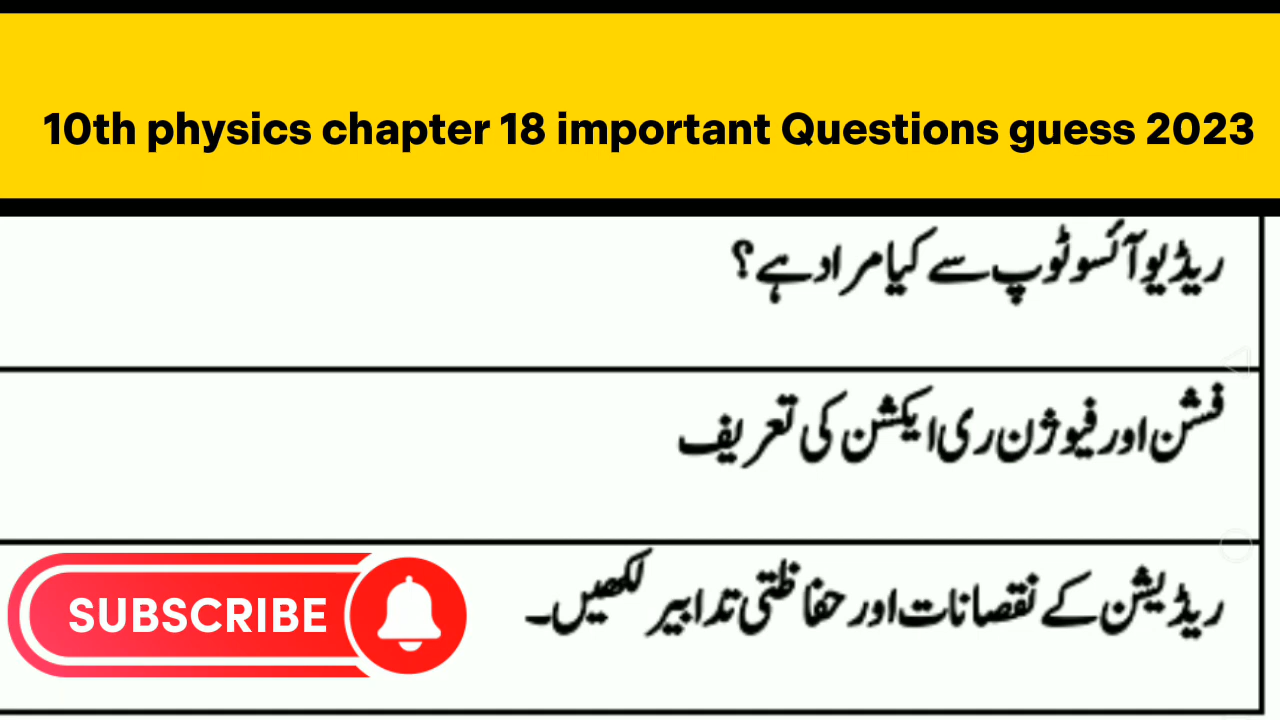 10th physics chapter 18 important Questions guess 2023
ریڈیو آئسوٹوپ سے کیا مراد ہے؟
فشن اور فیوژن ری ایکشن کی تعریف
ریڈیشن کے نقصانات اور حفاظتی تدابیر لکھیں۔
SUBSCRIBE